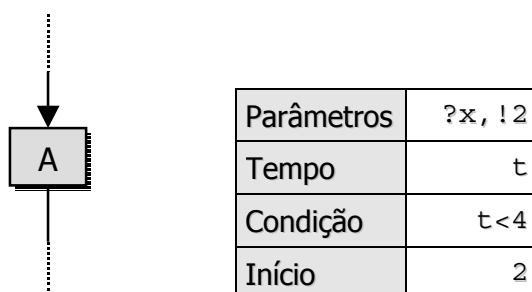 A
Parâmetros ?x,!2
Tempo t
Condição t<4
Início 2